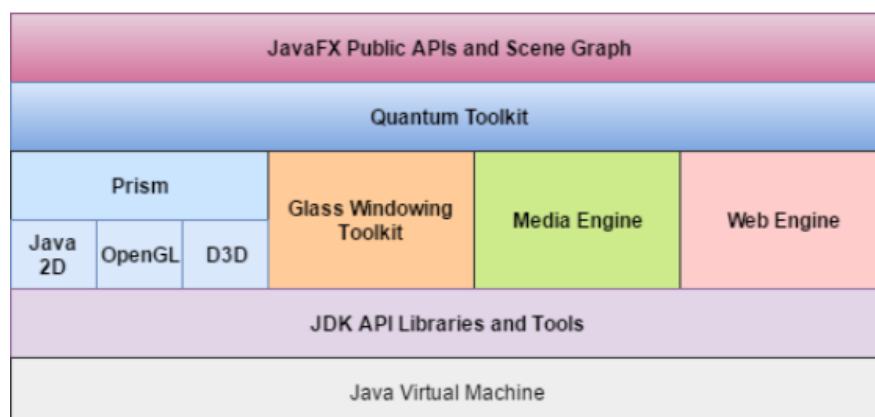 JavaFX Public APIs and Scene Graph
Quantum Toolkit
Prism
Java
2D
OpenGL
D3D
Glass Windowing
Toolkit
Media Engine
Web Engine
JDK API Libraries and Tools
Java Virtual Machine